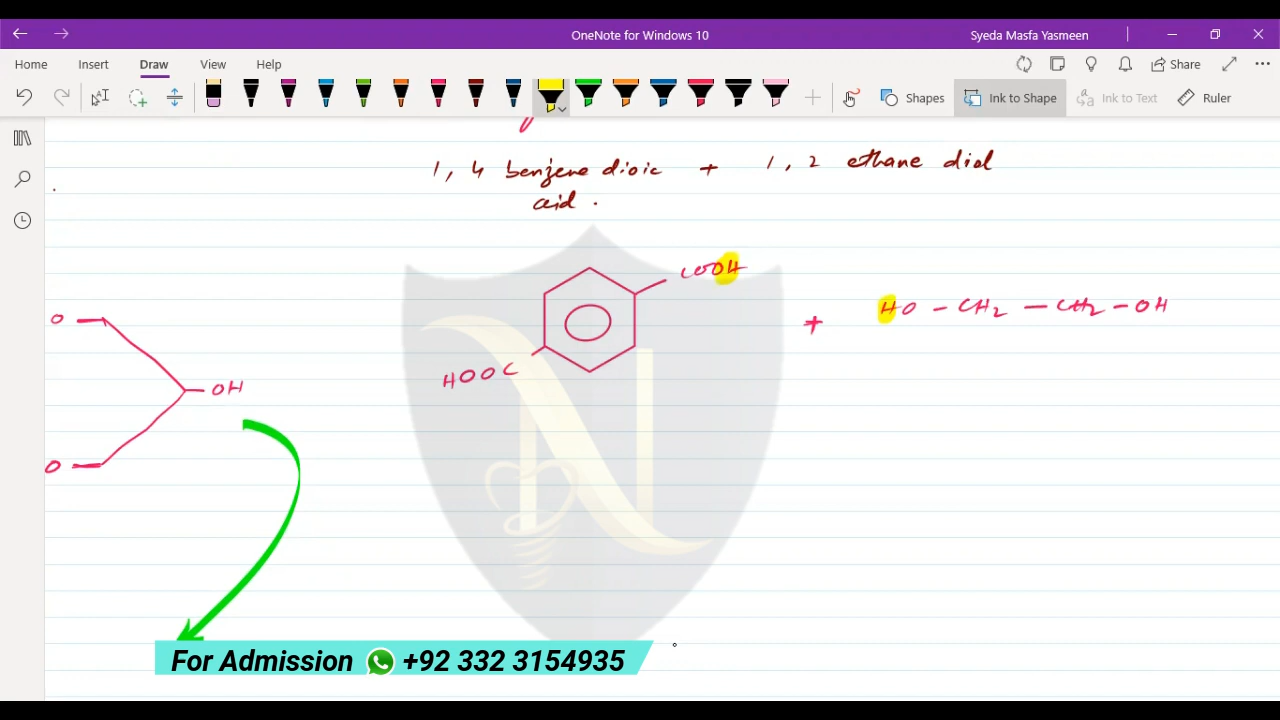 OneNote for Windows 10
Syeda Masfa Yasmeen
Home Insert Draw View Help Share
Shapes Ink to Shape Ink to Text Ruler
1, 4 benzene dioic + 1, 2 ethane diol
acid .
COOH
HO - CH2 - CH2 - OH
+
O
HOOC
OH
O
For Admission +92 332 3154935